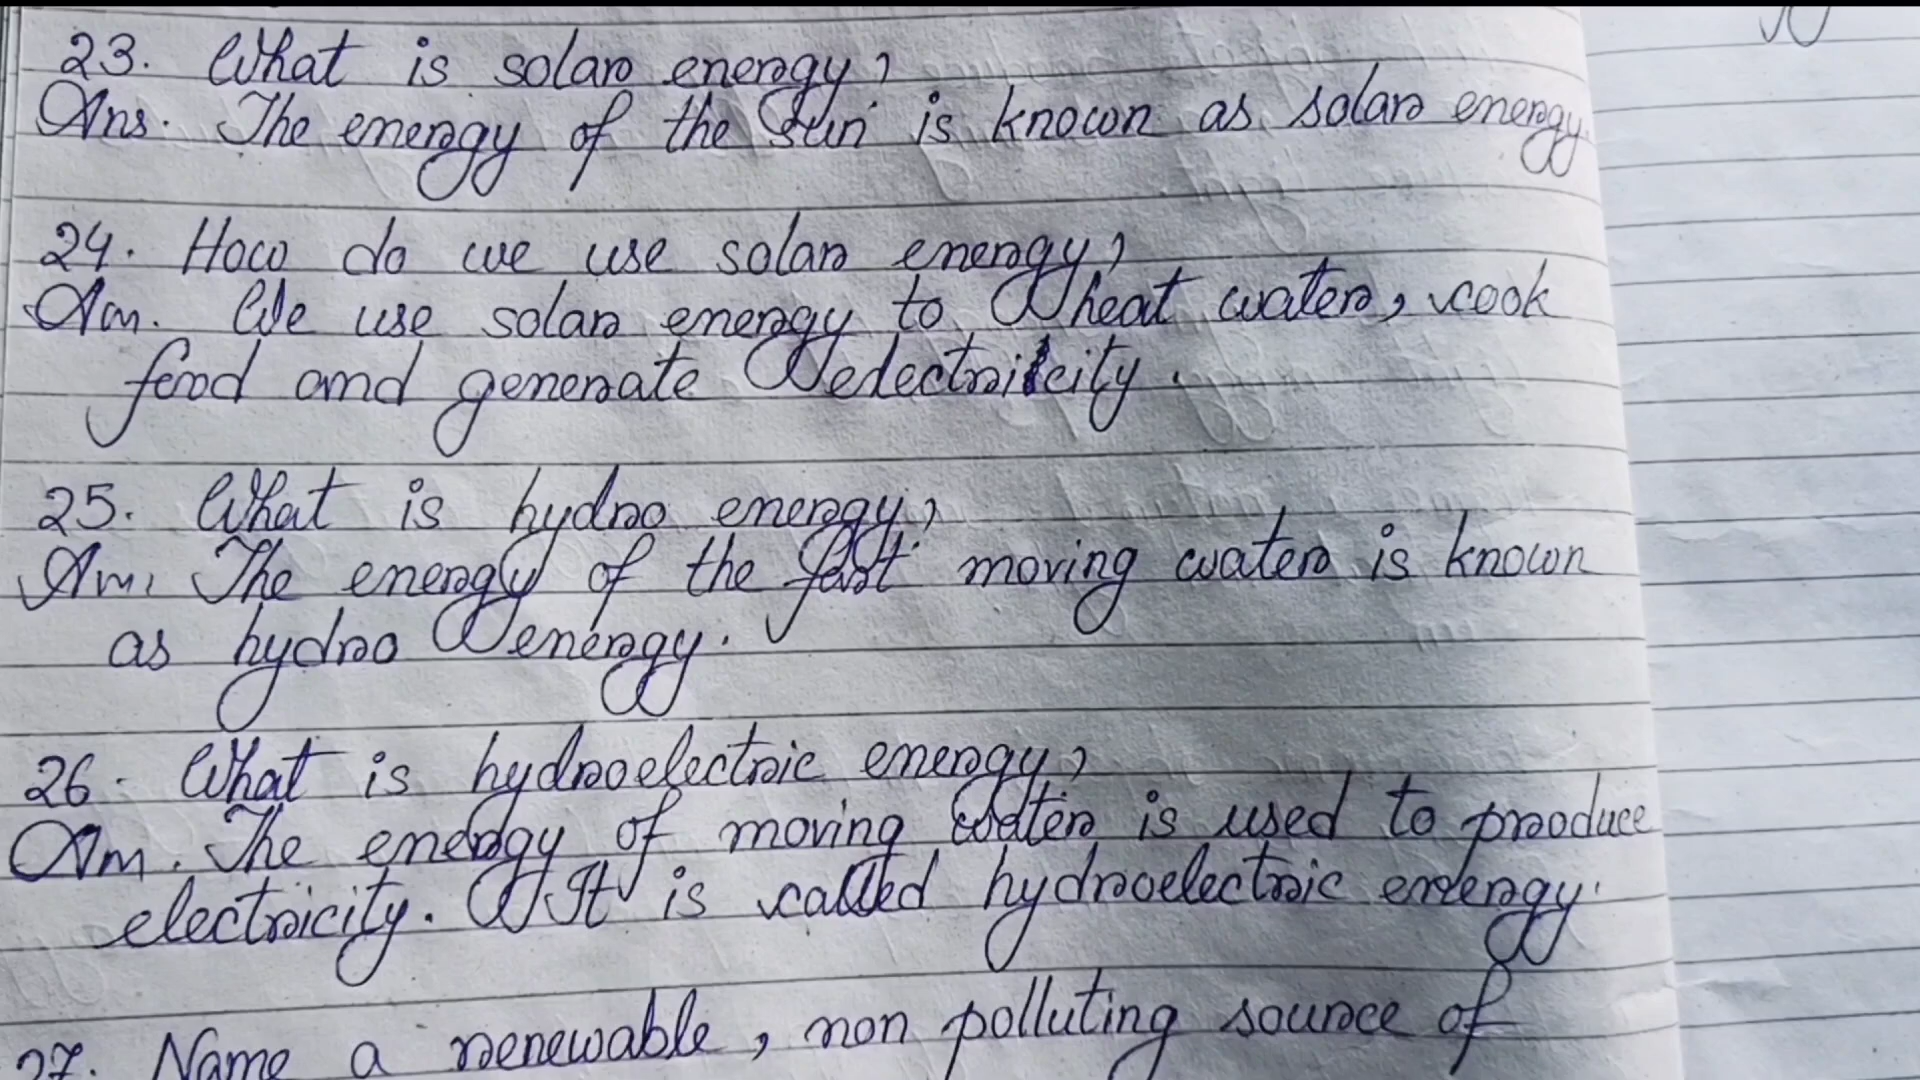 23. What is solar energy?
Ans. The energy of the Sun is known as solar energy.
24. How do we use solar energy?
Ans. We use solar energy to heat water, cook
food and generate electricity.
25. What is hydro energy?
Ans. The energy of the fast moving water is known
as hydro energy.
26. What is hydroelectric energy?
Ans. The energy of moving water is used to produce
electricity. It is called hydroelectric energy.
27. Name a renewable, non polluting source of